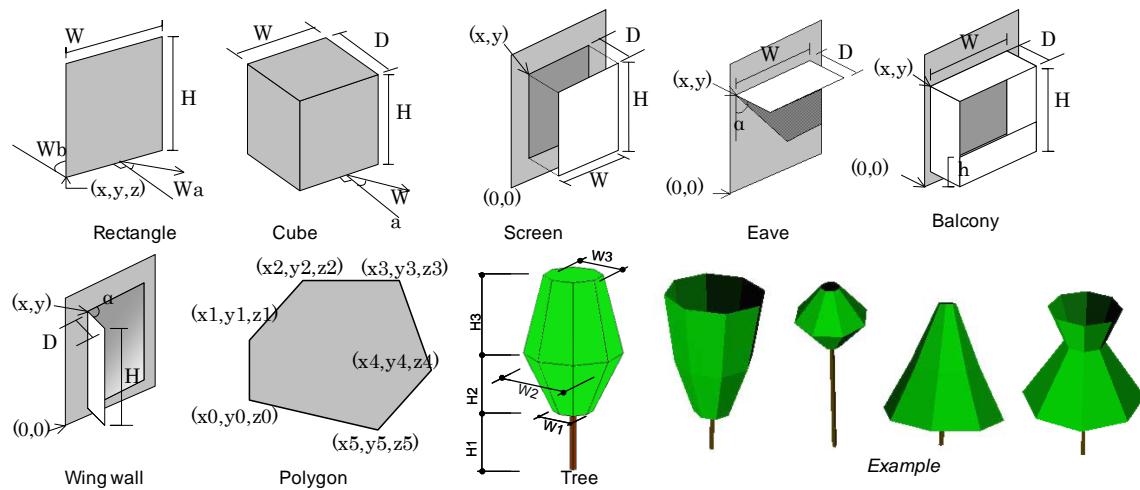 W
H
Wb
Wa
(x,y,z)
Rectangle
W
D
H
W
a
Cube
(x,y)
D
H
W
(0,0)
Screen
(x,y)
W
D
α
(0,0)
Eave
(x,y)
W
D
H
h
(0,0)
Balcony
(x,y)
α
D
H
(0,0)
Wing wall
(x2,y2,z2)
(x3,y3,z3)
(x1,y1,z1)
(x4,y4,z4)
(x0,y0,z0)
(x5,y5,z5)
Polygon
W3
H3
W2
H2
W1
H1
Tree
Example